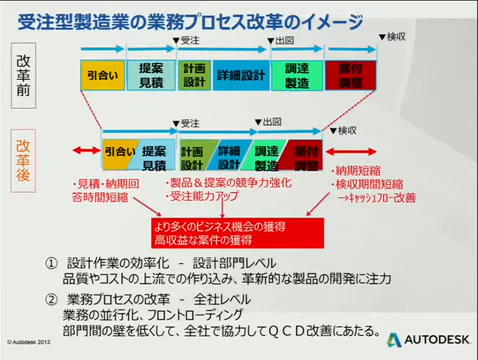 受注型製造業の業務プロセス改革のイメージ
▼受注
▼出図
▼検収
改革前
引合い
提案
見積
計画
設計
詳細設計
調達
製造
据付
調整
▼受注
▼出図
▼検収
改革後
引合い
提案
見積
計画
設計
詳細
設計
調達
製造
据付
調整
・見積・納期回
答時間短縮
・製品＆提案の競争力強化
・受注能力アップ
・納期短縮
・検収期間短縮
→ｷｬｯｼｭﾌﾛｰ改善
より多くのビジネス機会の獲得
高収益な案件の獲得
① 設計作業の効率化 - 設計部門レベル
品質やコストの上流での作り込み、革新的な製品の開発に注力
② 業務プロセスの改革 - 全社レベル
業務の並行化、フロントローディング
部門間の壁を低くして、全社で協力してＱＣＤ改善にあたる。
© Autodesk 2013
AUTODESK.